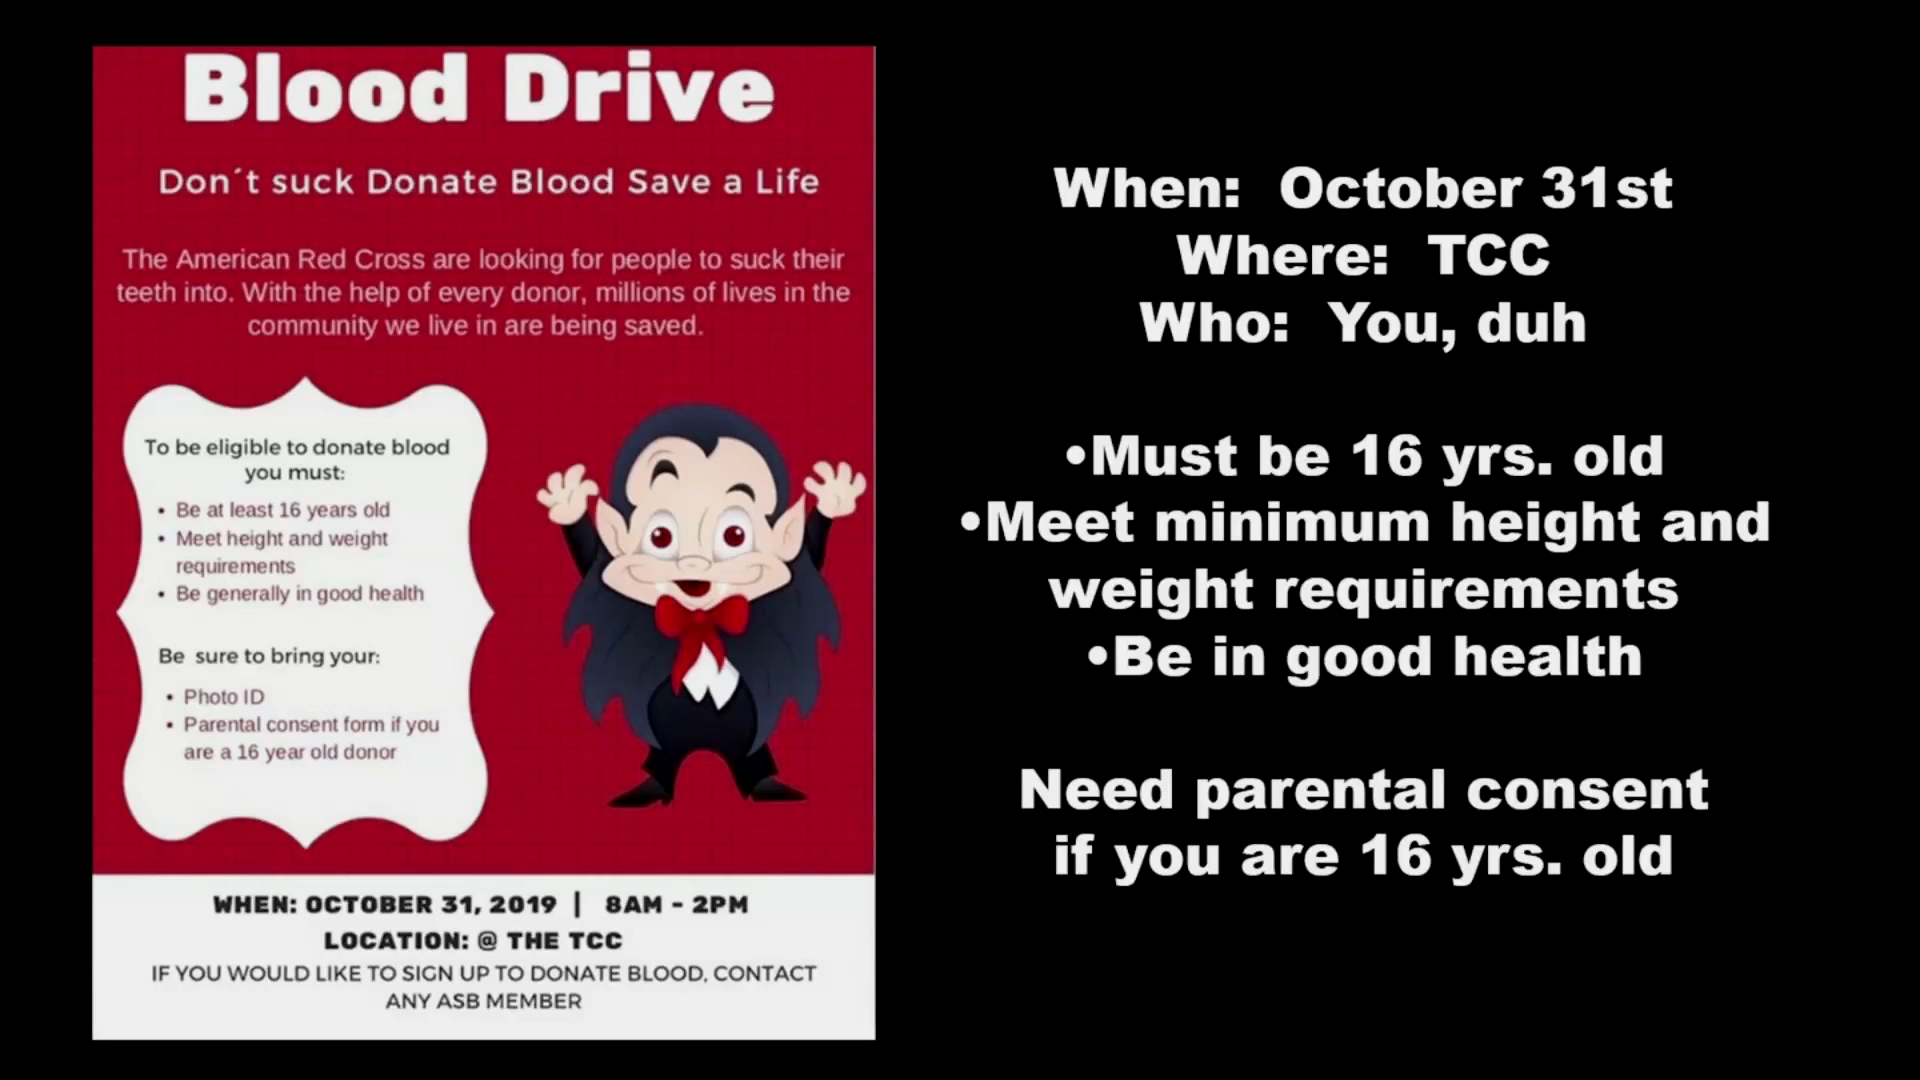 Blood Drive
Don´t suck Donate Blood Save a Life
The American Red Cross are looking for people to suck their
teeth into. With the help of every donor, millions of lives in the
community we live in are being saved.
To be eligible to donate blood
you must:
• Be at least 16 years old
• Meet height and weight
requirements
• Be generally in good health
Be sure to bring your:
• Photo ID
• Parental consent form if you
are a 16 year old donor
WHEN: OCTOBER 31, 2019 | 8AM - 2PM
LOCATION: @ THE TCC
IF YOU WOULD LIKE TO SIGN UP TO DONATE BLOOD, CONTACT
ANY ASB MEMBER
When: October 31st
Where: TCC
Who: You, duh
•Must be 16 yrs. old
•Meet minimum height and
weight requirements
•Be in good health
Need parental consent
if you are 16 yrs. old